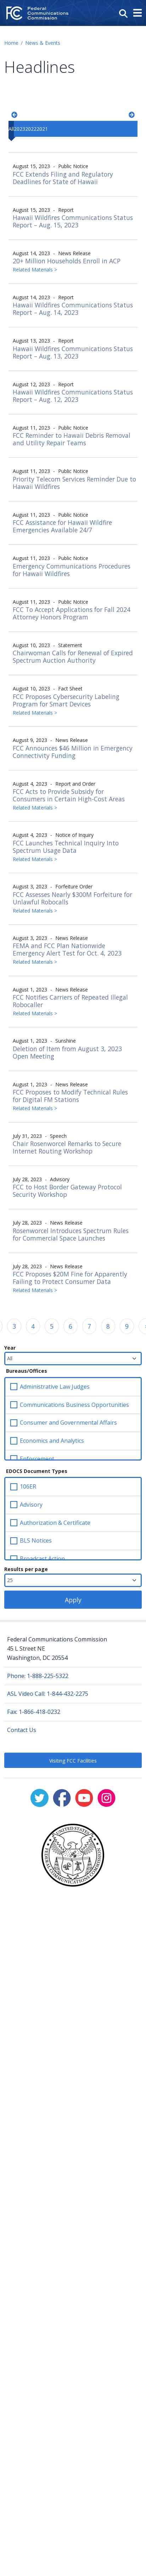 FC
Federal
Communications
Commission
Home / News & Events
Headlines
All202320222021
August 15, 2023 - Public Notice
FCC Extends Filing and Regulatory
Deadlines for State of Hawaii
August 15, 2023 - Report
Hawaii Wildfires Communications Status
Report – Aug. 15, 2023
August 14, 2023 - News Release
20+ Million Households Enroll in ACP
Related Materials >
August 14, 2023 - Report
Hawaii Wildfires Communications Status
Report – Aug. 14, 2023
August 13, 2023 - Report
Hawaii Wildfires Communications Status
Report – Aug. 13, 2023
August 12, 2023 - Report
Hawaii Wildfires Communications Status
Report – Aug. 12, 2023
August 11, 2023 - Public Notice
FCC Reminder to Hawaii Debris Removal
and Utility Repair Teams
August 11, 2023 - Public Notice
Priority Telecom Services Reminder Due to
Hawaii Wildfires
August 11, 2023 - Public Notice
FCC Assistance for Hawaii Wildfire
Emergencies Available 24/7
August 11, 2023 - Public Notice
Emergency Communications Procedures
for Hawaii Wildfires
August 11, 2023 - Public Notice
FCC To Accept Applications for Fall 2024
Attorney Honors Program
August 10, 2023 - Statement
Chairwoman Calls for Renewal of Expired
Spectrum Auction Authority
August 10, 2023 - Fact Sheet
FCC Proposes Cybersecurity Labeling
Program for Smart Devices
Related Materials >
August 9, 2023 - News Release
FCC Announces $46 Million in Emergency
Connectivity Funding
August 4, 2023 - Report and Order
FCC Acts to Provide Subsidy for
Consumers in Certain High-Cost Areas
Related Materials >
August 4, 2023 - Notice of Inquiry
FCC Launches Technical Inquiry Into
Spectrum Usage Data
Related Materials >
August 3, 2023 - Forfeiture Order
FCC Assesses Nearly $300M Forfeiture for
Unlawful Robocalls
Related Materials >
August 3, 2023 - News Release
FEMA and FCC Plan Nationwide
Emergency Alert Test for Oct. 4, 2023
Related Materials >
August 1, 2023 - News Release
FCC Notifies Carriers of Repeated Illegal
Robocaller
Related Materials >
August 1, 2023 - Sunshine
Deletion of Item from August 3, 2023
Open Meeting
August 1, 2023 - News Release
FCC Proposes to Modify Technical Rules
for Digital FM Stations
Related Materials >
July 31, 2023 - Speech
Chair Rosenworcel Remarks to Secure
Internet Routing Workshop
July 28, 2023 - Advisory
FCC to Host Border Gateway Protocol
Security Workshop
July 28, 2023 - News Release
Rosenworcel Introduces Spectrum Rules
for Commercial Space Launches
July 28, 2023 - News Release
FCC Proposes $20M Fine for Apparently
Failing to Protect Consumer Data
Related Materials >
3 4 5 6 7 8 9
Year
All
Bureaus/Offices
Administrative Law Judges
Communications Business Opportunities
Consumer and Governmental Affairs
Economics and Analytics
Enforcement
EDOCS Document Types
106ER
Advisory
Authorization & Certificate
BLS Notices
Broadcast Action
Results per page
25
Apply
Federal Communications Commission
45 L Street NE
Washington, DC 20554
Phone: 1-888-225-5322
ASL Video Call: 1-844-432-2275
Fax: 1-866-418-0232
Contact Us
Visiting FCC Facilities